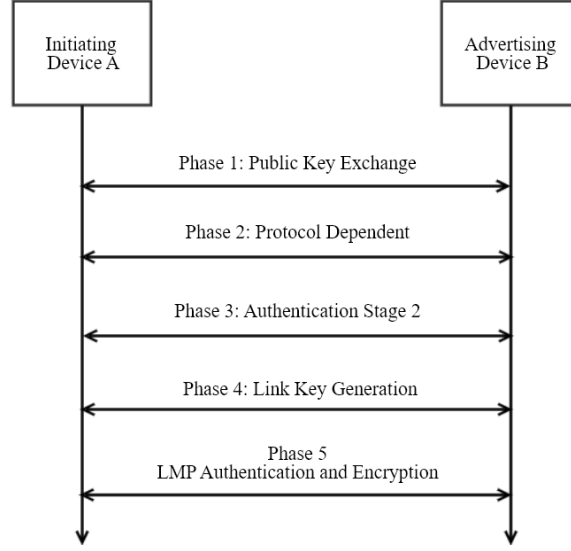 Initiating
Device A
Advertising
Device B
Phase 1: Public Key Exchange
Phase 2: Protocol Dependent
Phase 3: Authentication Stage 2
Phase 4: Link Key Generation
Phase 5
LMP Authentication and Encryption